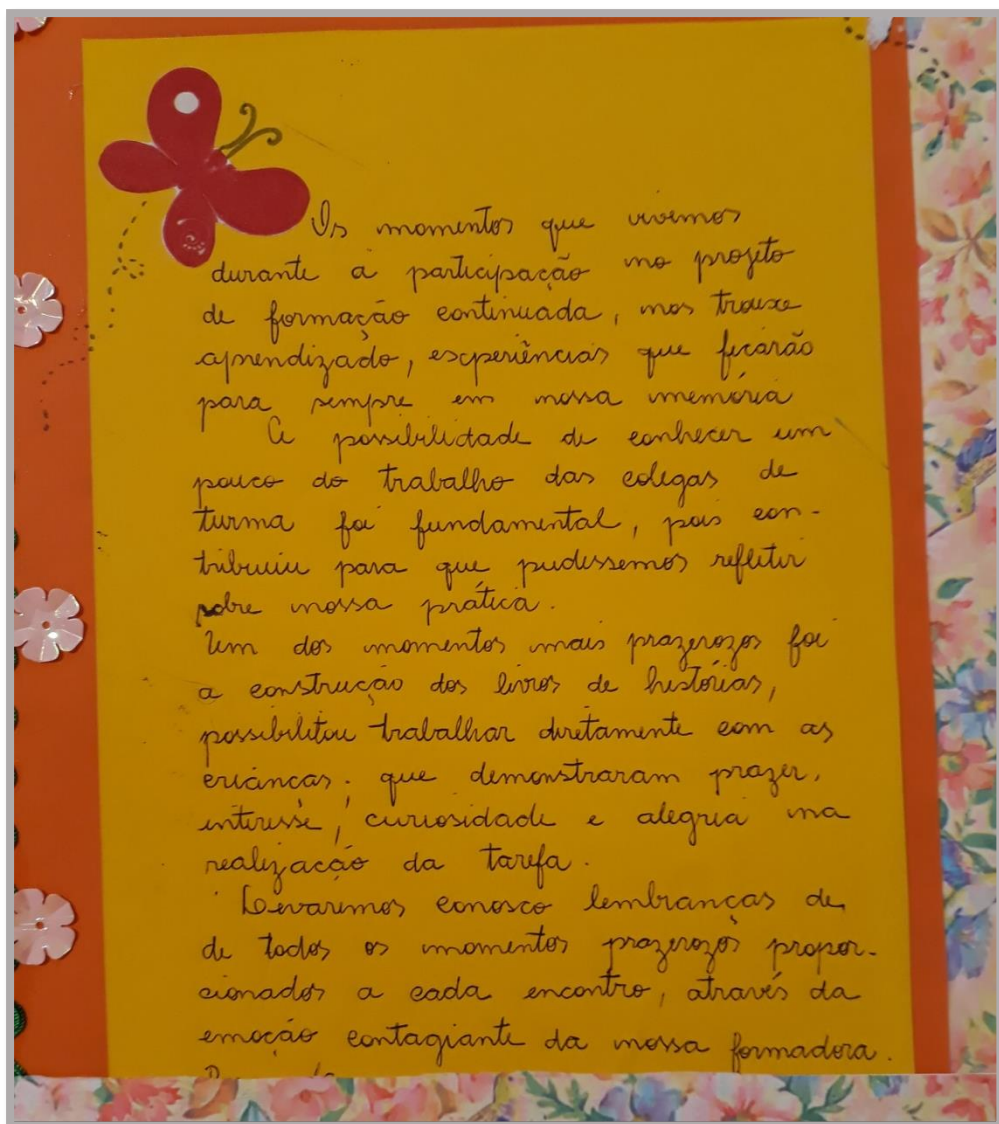 Os momentos que vivemos
durante a participação no projeto
de formação continuada, nos trouxe
aprendizado, experiências que ficarão
para sempre em nossa memória
A possibilidade de conhecer um
pouco do trabalho das colegas de
turma foi fundamental, pois con-
tribuiu para que pudessemos refletir
sobre nossa prática.
Um dos momentos mais prazerozos foi
a construção dos livros de histórias,
possibilitou trabalhar diretamente com as
crianças; que demonstraram prazer,
interesse, curiosidade e alegria na
realização da tarefa.
Levaremos conosco lembranças de
de todos os momentos prazerozos propor-
cionados a cada encontro, através da
emoção contagiante da nossa formadora.